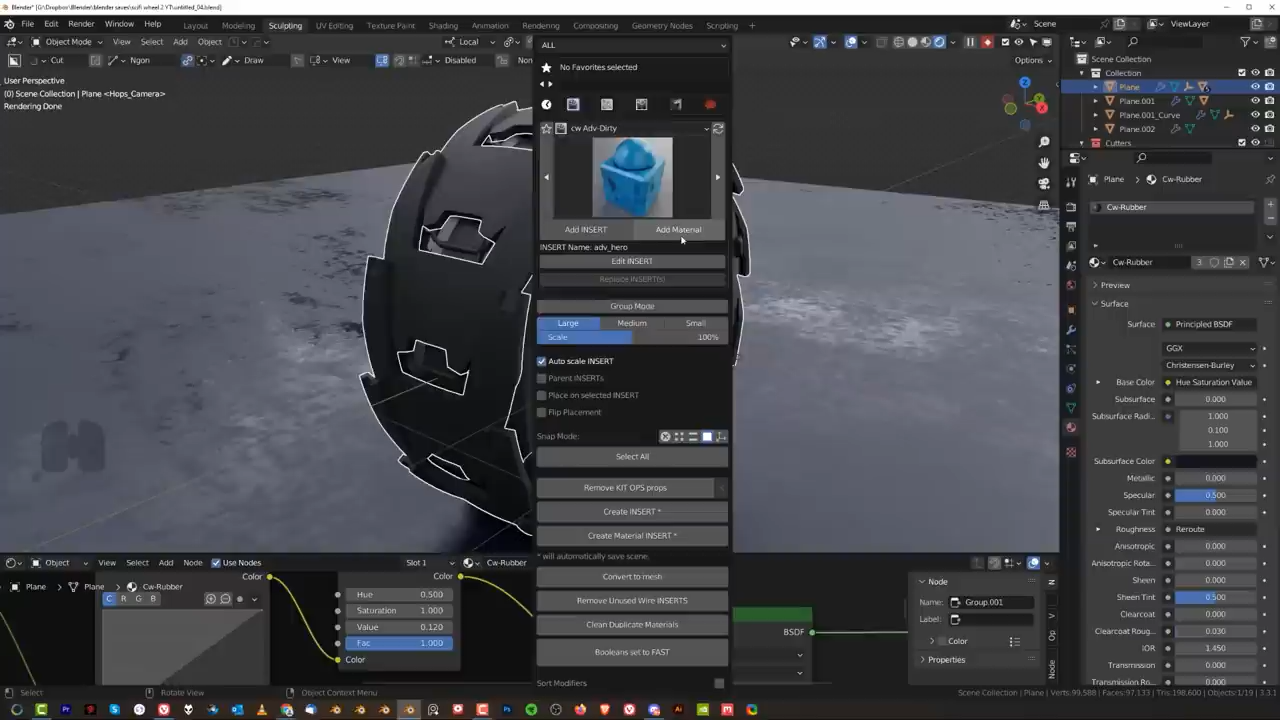 Blender* [G:\Dropbox\Blender\blender saves\scifi wheel 2 YT\untitled_04.blend]
File Edit Render Window Help Layout Modeling Sculpting UV Editing Texture Paint Shading Animation Rendering Compositing Geometry Nodes Scripting Scene ViewLayer
Object Mode View Select Add Object Local
Cut Ngon Draw View Disabled Options
User Perspective
(0) Scene Collection | Plane <Hops_Camera>
Rendering Done
ALL
No Favorites selected
cw Adv-Dirty
Add INSERT Add Material
INSERT Name: adv_hero
Edit INSERT
Replace INSERT(s)
Group Mode
Large Medium Small
Scale 100%
Auto scale INSERT
Parent INSERTs
Place on selected INSERT
Flip Placement
Snap Mode:
Select All
Remove KIT OPS props
Create INSERT *
Create Material INSERT *
* will automatically save scene.
Convert to mesh
Remove Unused Wire INSERTS
Clean Duplicate Materials
Booleans set to FAST
Sort Modifiers
Scene Collection
Collection
Plane
Plane.001
Plane.001_Curve
Plane.002
Cutters
Plane Cw-Rubber
Cw-Rubber
Cw-Rubber 3
Preview
Surface
Surface Principled BSDF
GGX
Christensen-Burley
Base Color Hue Saturation Value
Subsurface 0.000
Subsurface Radi... 1.000
0.100
1.000
Subsurface Color
Metallic 0.000
Specular 0.500
Specular Tint 0.000
Roughness Reroute
Anisotropic 0.000
Anisotropic Rota... 0.000
Sheen 0.000
Sheen Tint 0.500
Clearcoat 0.000
Clearcoat Roug... 0.030
IOR 1.450
Transmission 0.000
Transmission Ro... 0.000
Object View Select Add Node Use Nodes Slot 1 Cw-Rubber
Plane Plane Cw-Rubber
Color Color
C R G B
Hue 0.500
Saturation 1.000
Value 0.120
Fac 1.000
Color
BSDF
Node
Name: Group.001
Label:
Color
Properties
Node
Select Rotate View Object Context Menu
Scene Collection | Plane | Verts:99,588 | Faces:97,133 | Tris:198,600 | Objects:1/19 | 3.3.1